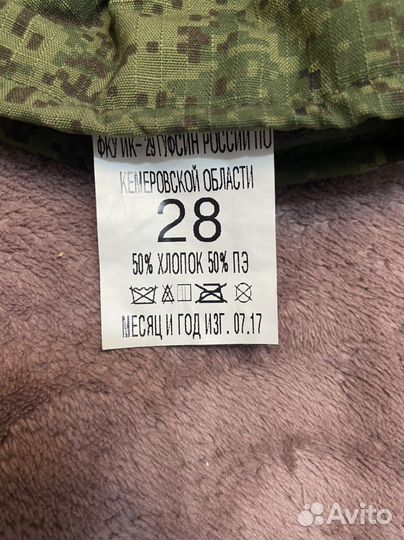 ФКУ ИК-29 ГУФСИН РОССИИ ПО
КЕМЕРОВСКОЙ ОБЛАСТИ
28
50% ХЛОПОК 50% ПЭ
МЕСЯЦ И ГОД ИЗГ. 07.17
Avito